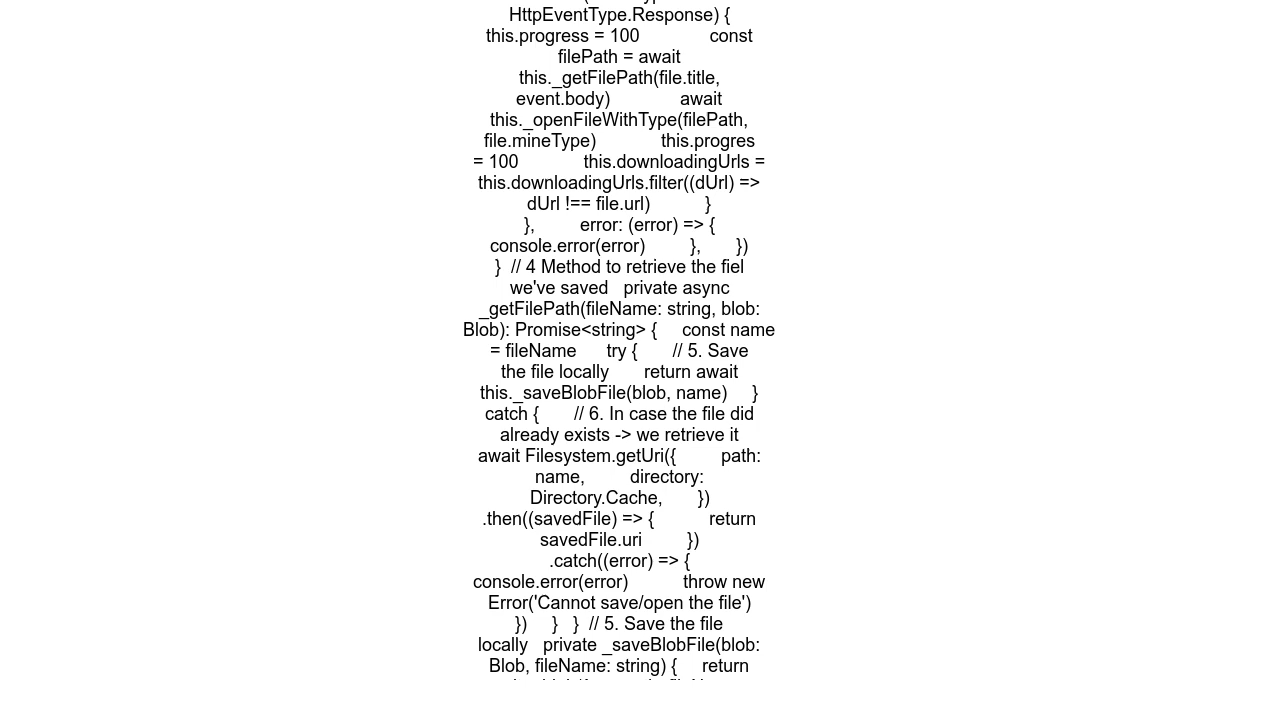 HttpEventType.Response) {
this.progress = 100 const
filePath = await
this._getFilePath(file.title,
event.body) await
this._openFileWithType(filePath,
file.mineType) this.progres
= 100 this.downloadingUrls =
this.downloadingUrls.filter((dUrl) =>
dUrl !== file.url) }
}, error: (error) => {
console.error(error) }, })
} // 4 Method to retrieve the fiel
we've saved private async
_getFilePath(fileName: string, blob:
Blob): Promise<string> { const name
= fileName try { // 5. Save
the file locally return await
this._saveBlobFile(blob, name) }
catch { // 6. In case the file did
already exists -> we retrieve it
await Filesystem.getUri({ path:
name, directory:
Directory.Cache, })
.then((savedFile) => { return
savedFile.uri })
.catch((error) => {
console.error(error) throw new
Error('Cannot save/open the file')
}) } } // 5. Save the file
locally private _saveBlobFile(blob:
Blob, fileName: string) { return